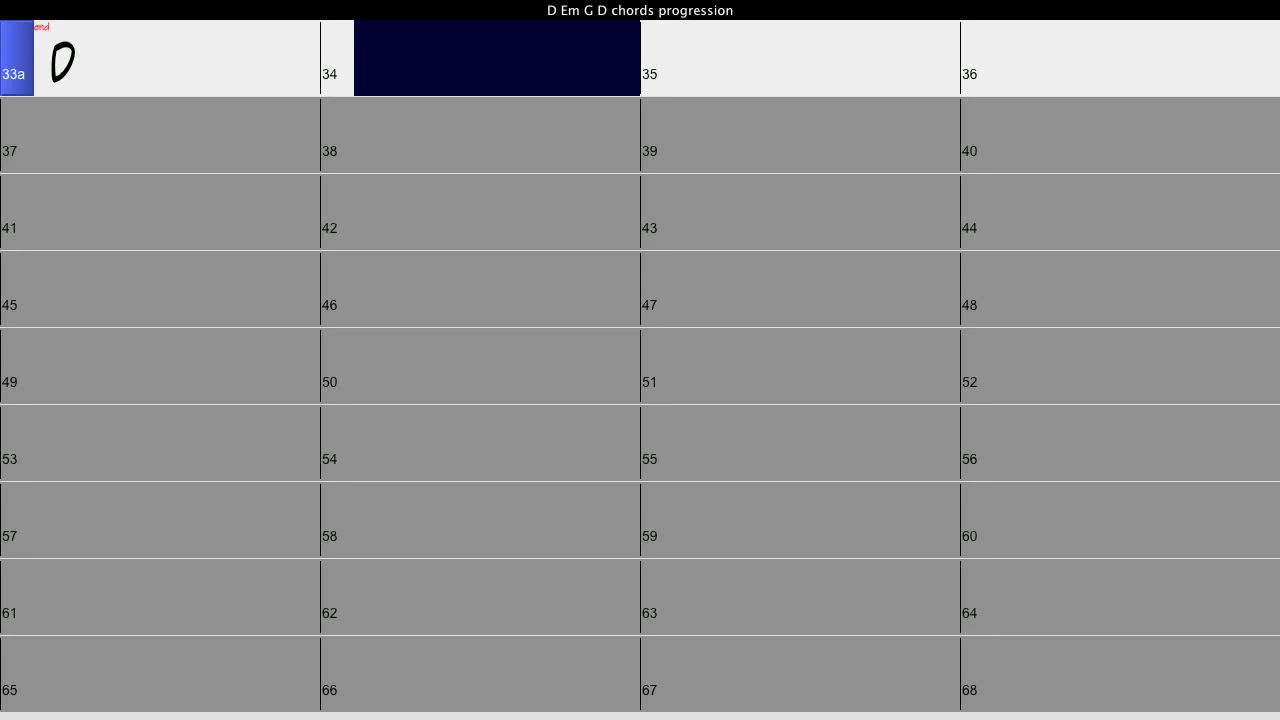 D Em G D chords progression
end
33a D 34 35 36
37 38 39 40
41 42 43 44
45 46 47 48
49 50 51 52
53 54 55 56
57 58 59 60
61 62 63 64
65 66 67 68